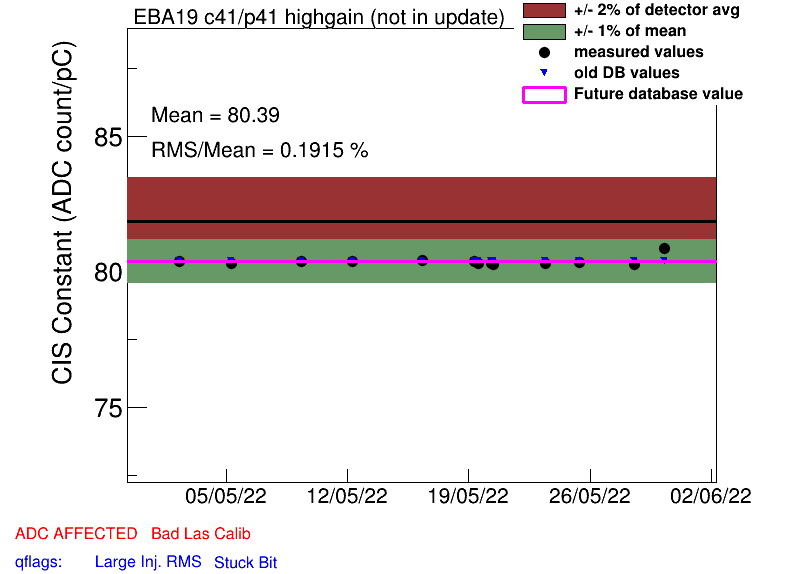 EBA19 c41/p41 highgain (not in update)
+/- 2% of detector avg
+/- 1% of mean
measured values
old DB values
Future database value
Mean = 80.39
RMS/Mean = 0.1915 %
CIS Constant (ADC count/pC)
85
80
75
05/05/22 12/05/22 19/05/22 26/05/22 02/06/22
ADC AFFECTED Bad Las Calib
qflags: Large Inj. RMS Stuck Bit